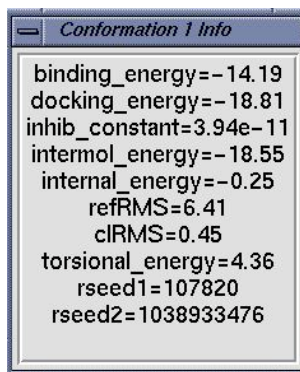 Conformation 1 Info
binding_energy=-14.19
docking_energy=-18.81
inhib_constant=3.94e-11
intermol_energy=-18.55
internal_energy=-0.25
refRMS=6.41
clRMS=0.45
torsional_energy=4.36
rseed1=107820
rseed2=1038933476